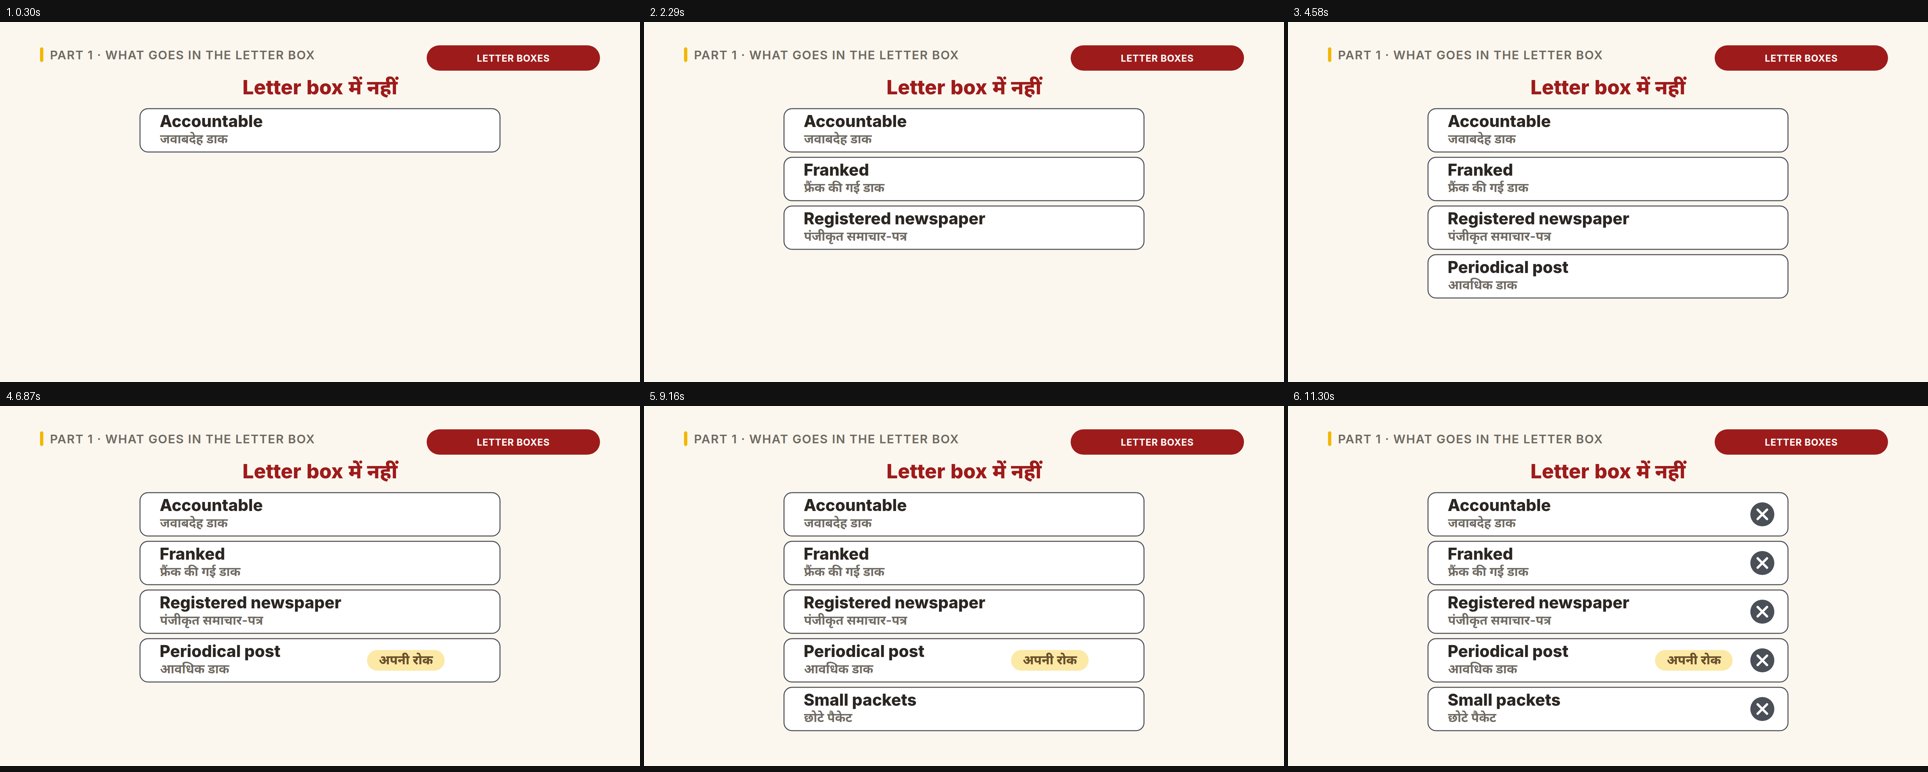 1. 0.30s
PART 1 · WHAT GOES IN THE LETTER BOX
LETTER BOXES
Letter box में नहीं
Accountable
जवाबदेह डाक
2. 2.29s
PART 1 · WHAT GOES IN THE LETTER BOX
LETTER BOXES
Letter box में नहीं
Accountable
जवाबदेह डाक
Franked
फ्रैंक की गई डाक
Registered newspaper
पंजीकृत समाचार-पत्र
3. 4.58s
PART 1 · WHAT GOES IN THE LETTER BOX
LETTER BOXES
Letter box में नहीं
Accountable
जवाबदेह डाक
Franked
फ्रैंक की गई डाक
Registered newspaper
पंजीकृत समाचार-पत्र
Periodical post
आवधिक डाक
4. 6.87s
PART 1 · WHAT GOES IN THE LETTER BOX
LETTER BOXES
Letter box में नहीं
Accountable
जवाबदेह डाक
Franked
फ्रैंक की गई डाक
Registered newspaper
पंजीकृत समाचार-पत्र
Periodical post
आवधिक डाक
अपनी रोक
5. 9.16s
PART 1 · WHAT GOES IN THE LETTER BOX
LETTER BOXES
Letter box में नहीं
Accountable
जवाबदेह डाक
Franked
फ्रैंक की गई डाक
Registered newspaper
पंजीकृत समाचार-पत्र
Periodical post
आवधिक डाक
अपनी रोक
Small packets
छोटे पैकेट
6. 11.30s
PART 1 · WHAT GOES IN THE LETTER BOX
LETTER BOXES
Letter box में नहीं
Accountable
जवाबदेह डाक
Franked
फ्रैंक की गई डाक
Registered newspaper
पंजीकृत समाचार-पत्र
Periodical post
आवधिक डाक
अपनी रोक
Small packets
छोटे पैकेट